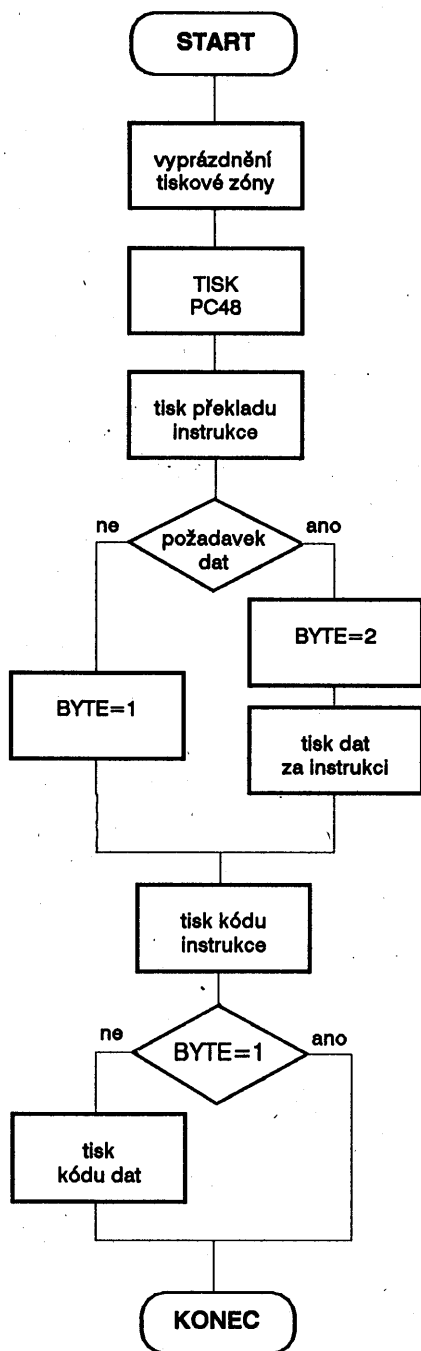 START
vyprázdnění
tiskové zóny
TISK
PC48
tisk překladu
instrukce
ne
ano
požadavek
dat
BYTE=2
BYTE=1
tisk dat
za instrukci
tisk kódu
instrukce
ne
ano
BYTE=1
tisk
kódu dat
KONEC